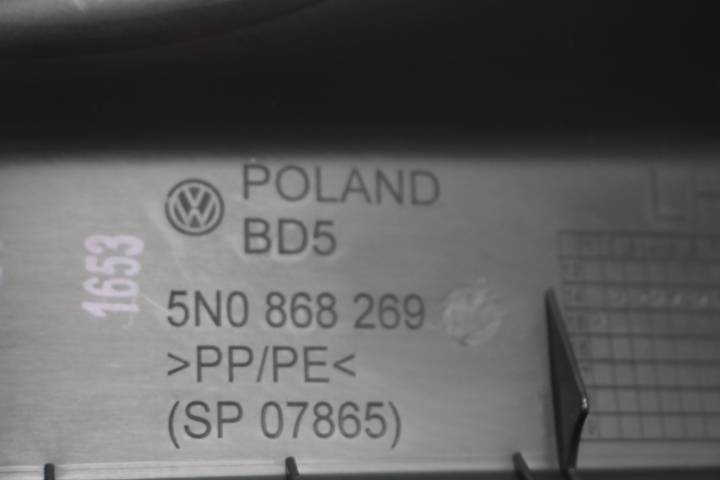 POLAND
BD5
1653
5N0 868 269
>PP/PE<
(SP 07865)